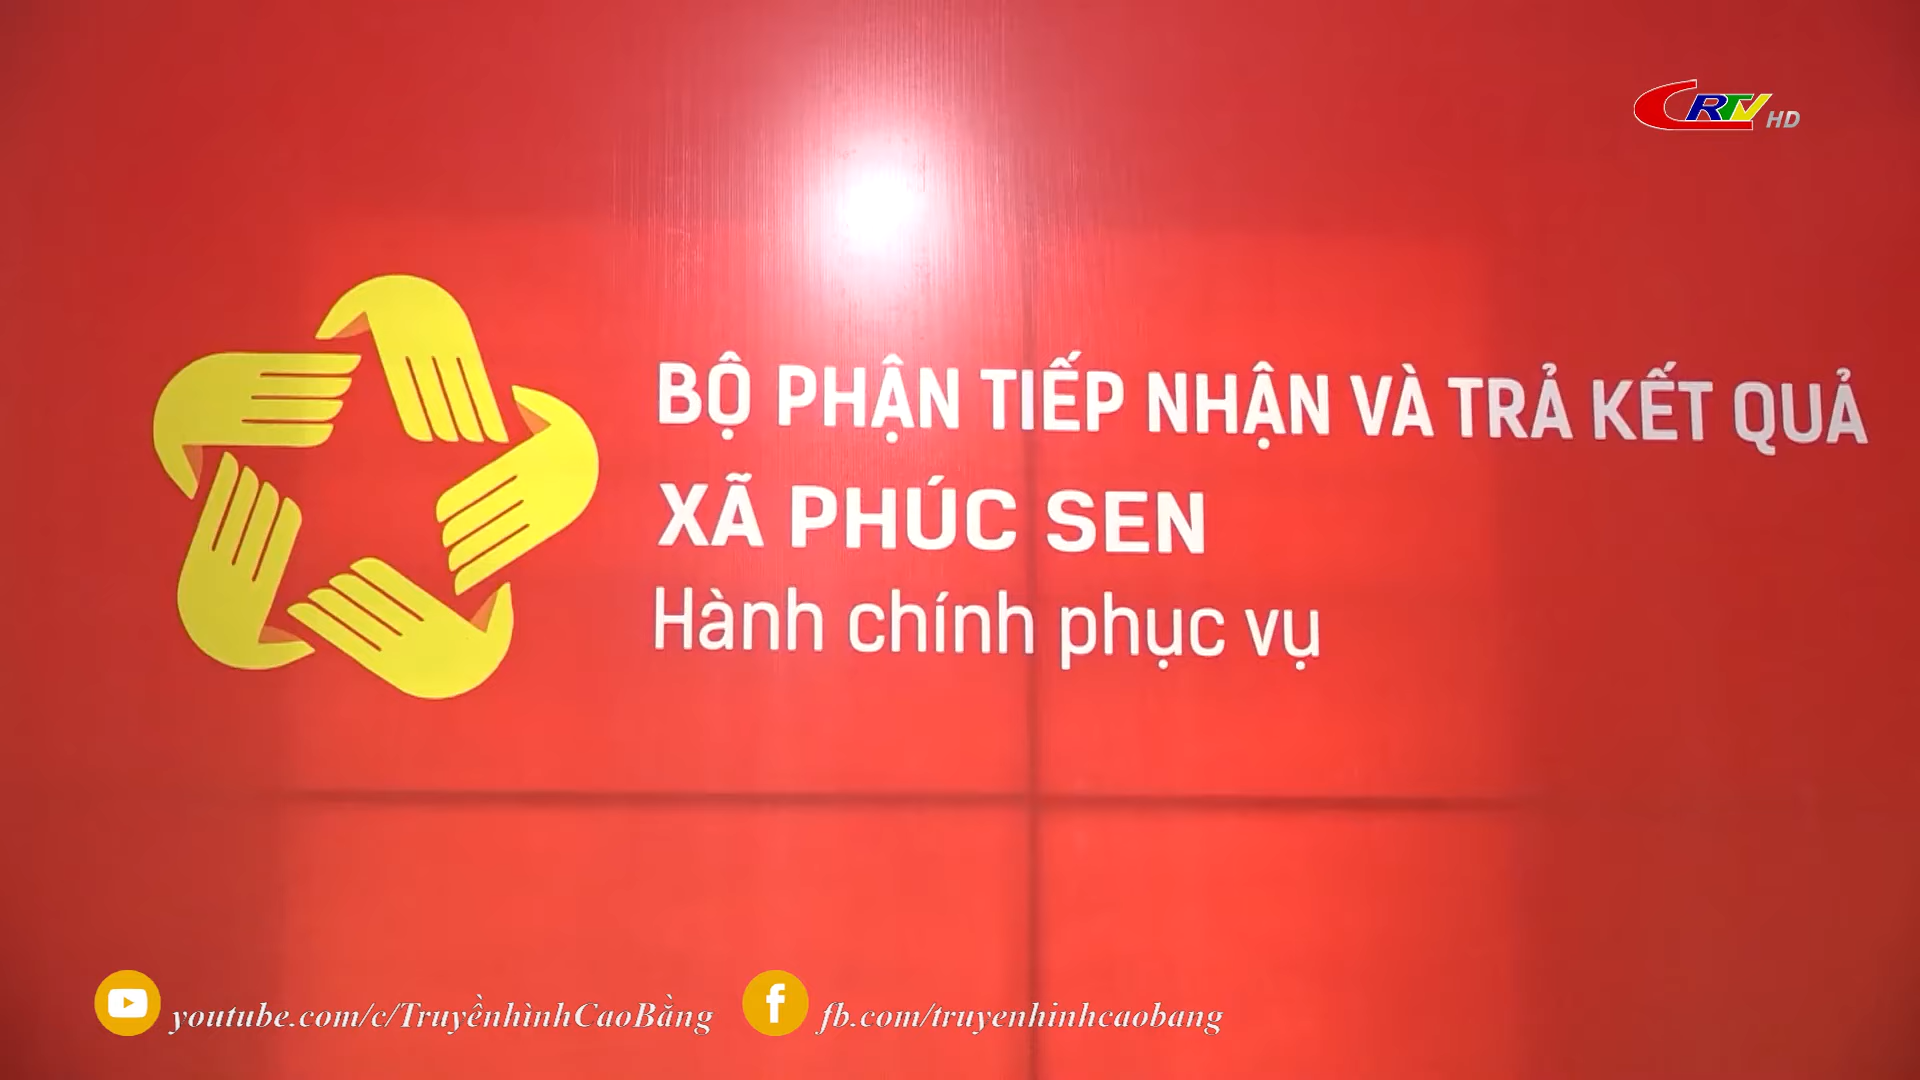 CRTV HD
BỘ PHẬN TIẾP NHẬN VÀ TRẢ KẾT QUẢ
XÃ PHÚC SEN
Hành chính phục vụ
youtube.com/c/TruyềnhìnhCaoBằng fb.com/truyenhinhcaobang